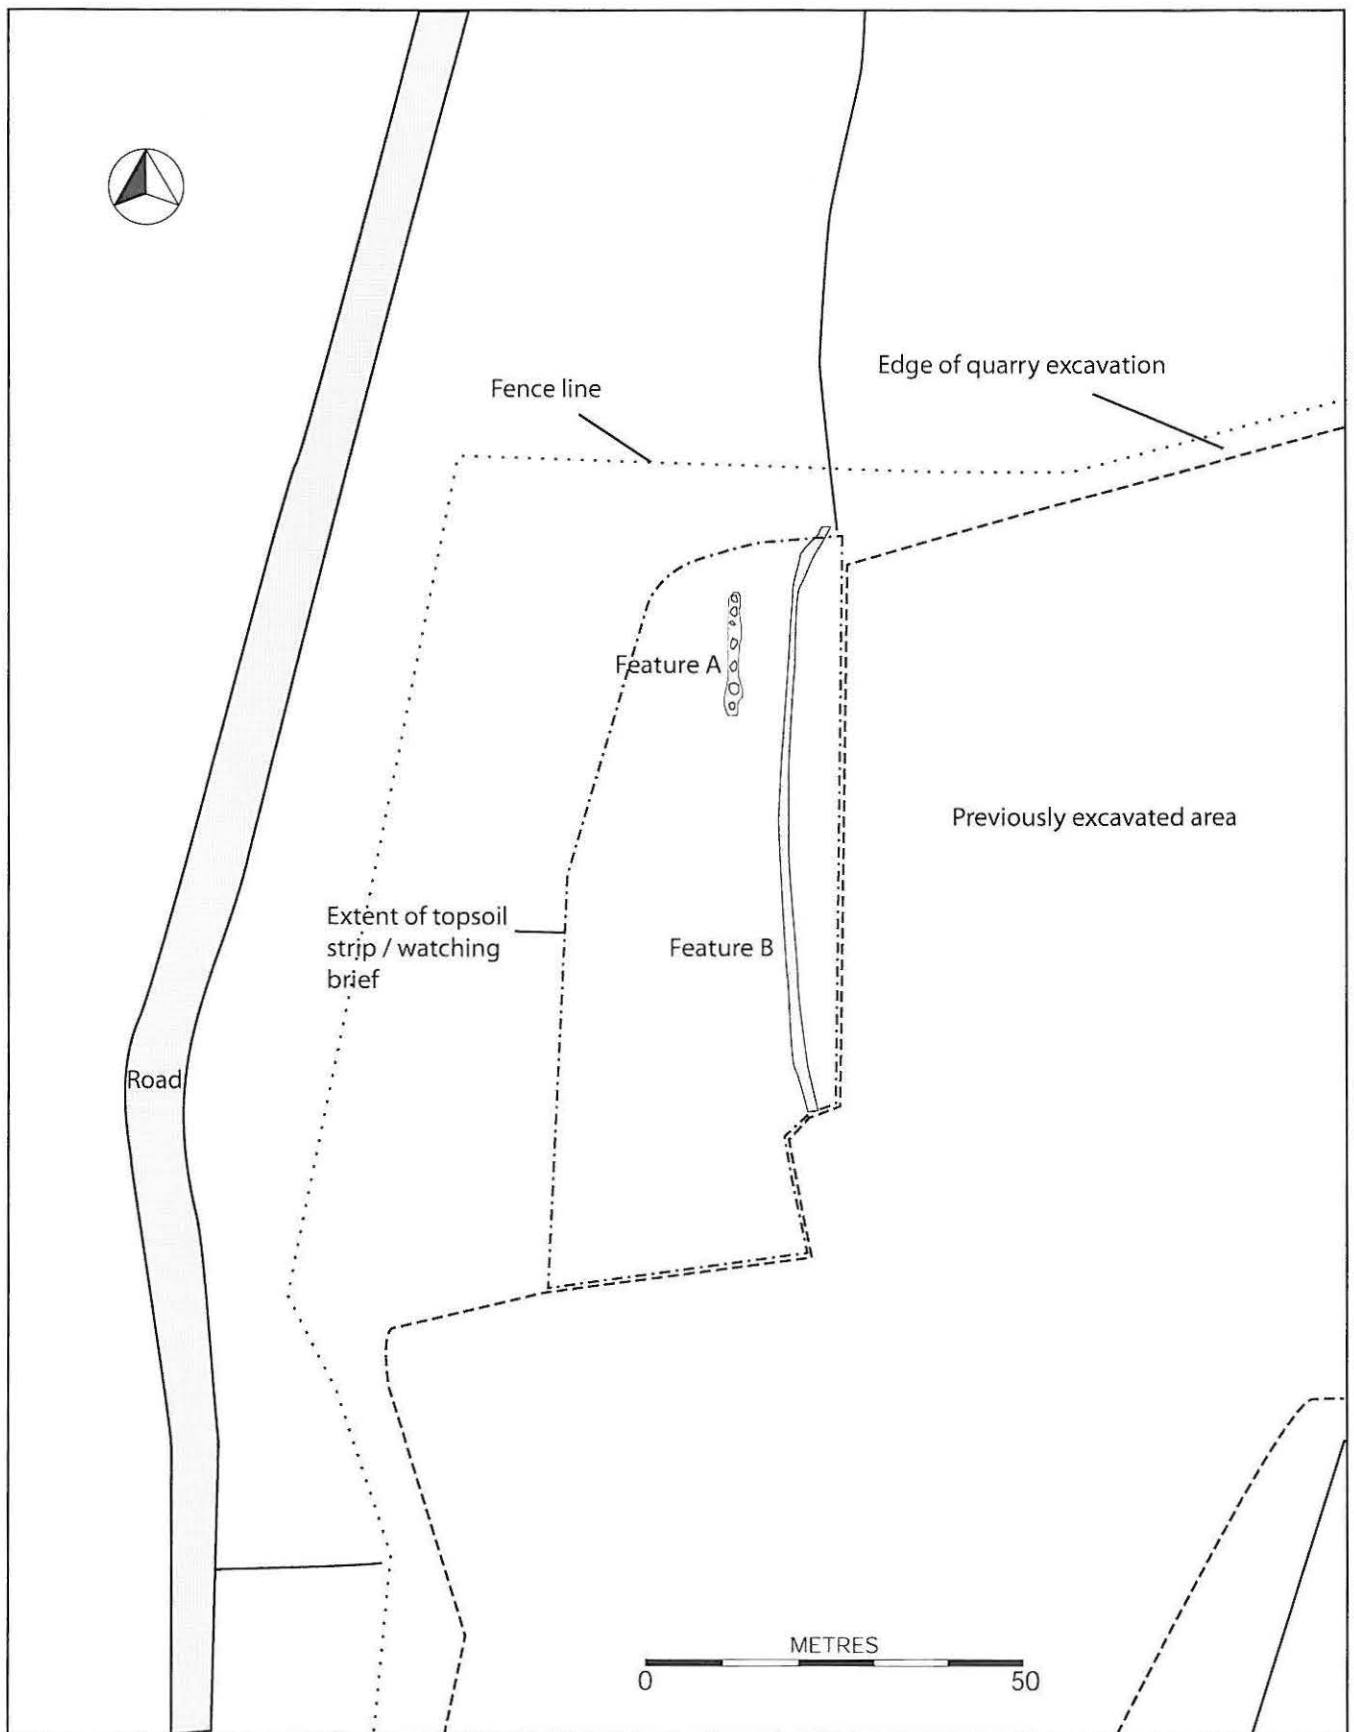 Edge of quarry excavation
Fence line
Feature A
Previously excavated area
Extent of topsoil
strip / watching
brief
Feature B
Road
METRES
0
50